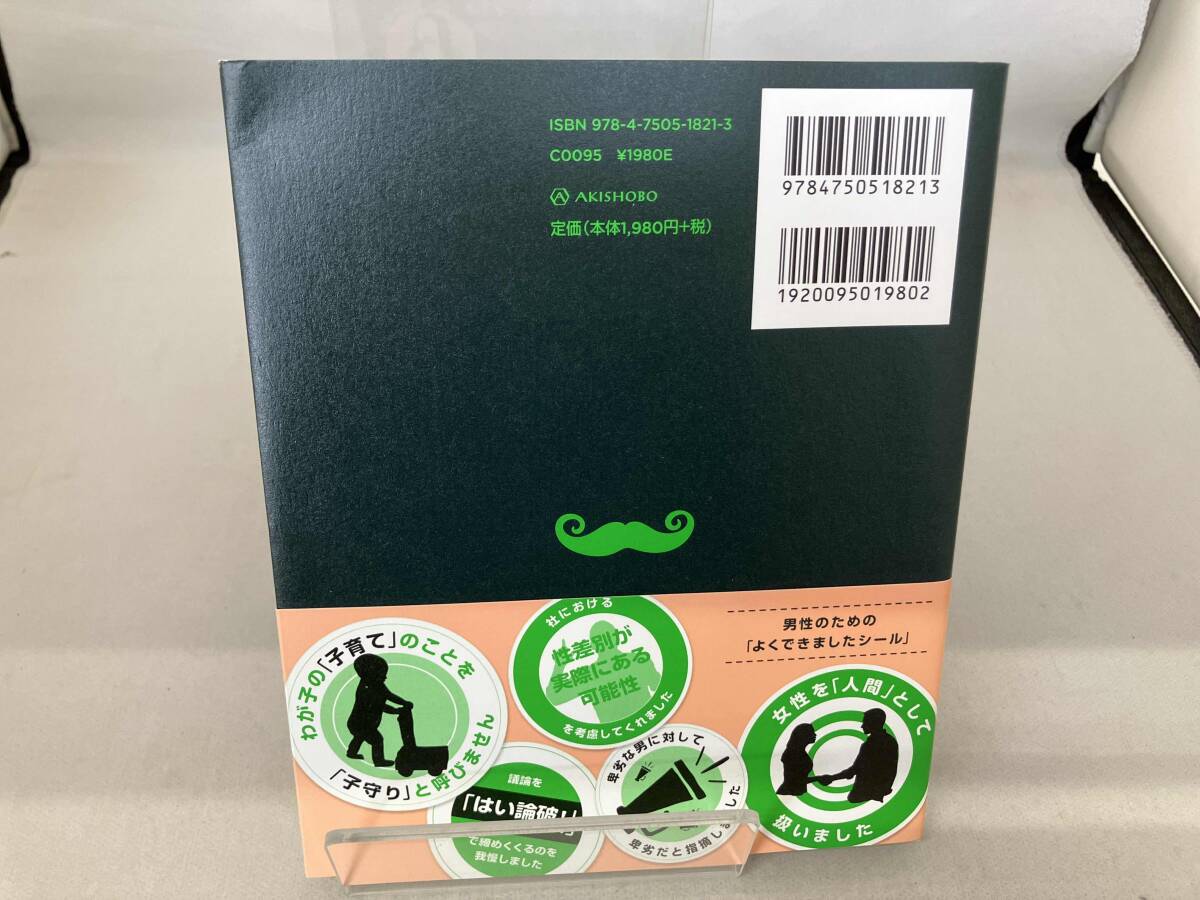 ISBN 978-4-7505-1821-3
C0095 ¥1980E
AKISHOBO
定価(本体1,980円+税)
9784750518213
1920095019802
男性のための
「よくできましたシール」
わが子の「子育て」のことを
「子守り」と呼びません
社における
性差別が
実際にある
可能性
を考慮してくれました
議論を
「はい論破!」
で締めくくるのを
我慢しました
卑劣な男に対して
卑劣だと指摘しました
女性を「人間」として
扱いました